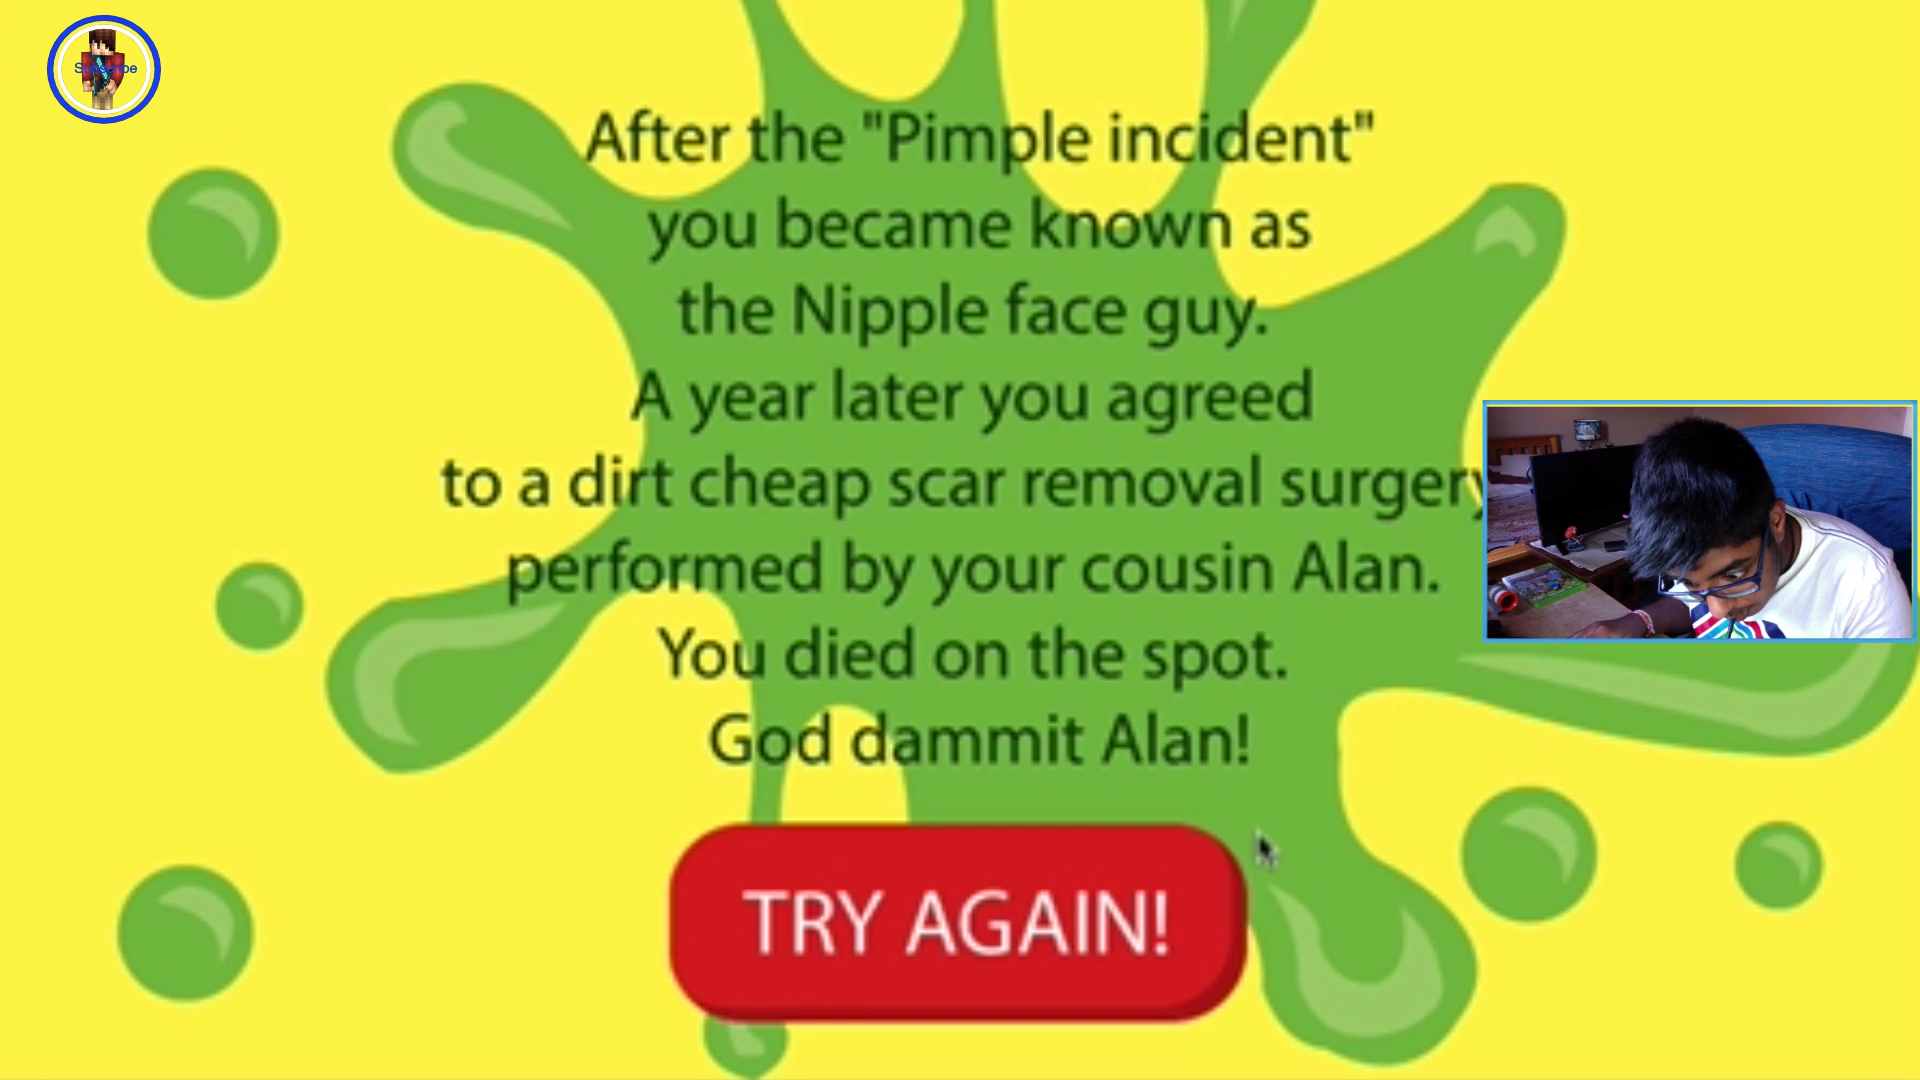 Subscribe
After the "Pimple incident"
you became known as
the Nipple face guy.
A year later you agreed
to a dirt cheap scar removal surgery
performed by your cousin Alan.
You died on the spot.
God dammit Alan!
TRY AGAIN!